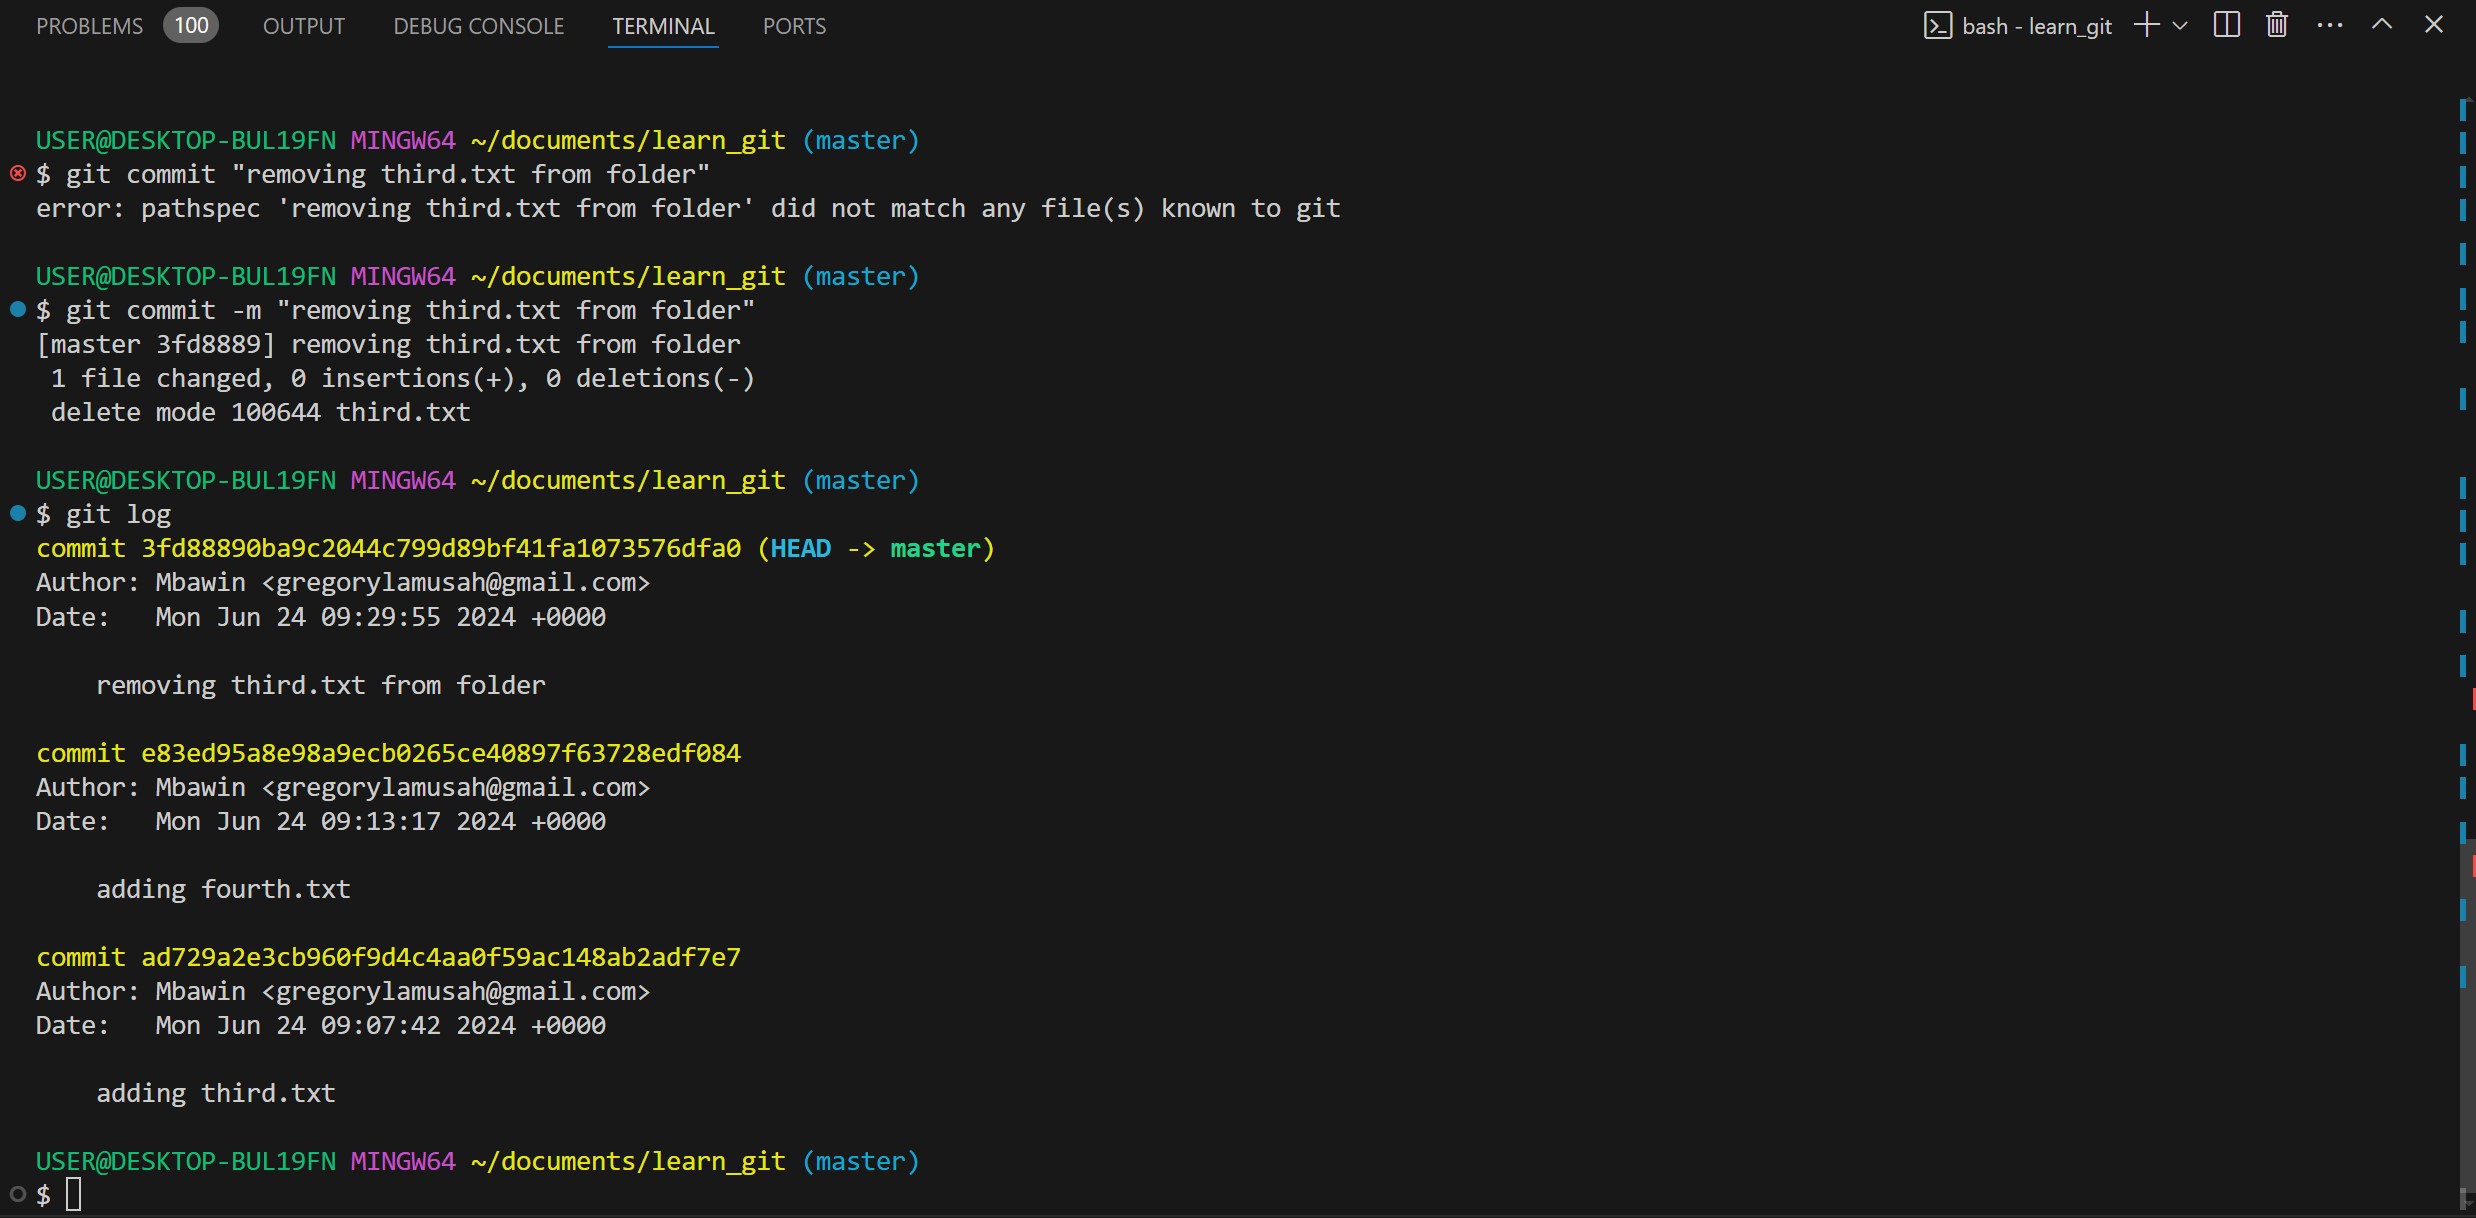 PROBLEMS 100 OUTPUT DEBUG CONSOLE TERMINAL PORTS bash - learn_git
USER@DESKTOP-BUL19FN MINGW64 ~/documents/learn_git (master)
$ git commit "removing third.txt from folder"
error: pathspec 'removing third.txt from folder' did not match any file(s) known to git
USER@DESKTOP-BUL19FN MINGW64 ~/documents/learn_git (master)
$ git commit -m "removing third.txt from folder"
[master 3fd8889] removing third.txt from folder
 1 file changed, 0 insertions(+), 0 deletions(-)
 delete mode 100644 third.txt
USER@DESKTOP-BUL19FN MINGW64 ~/documents/learn_git (master)
$ git log
commit 3fd88890ba9c2044c799d89bf41fa1073576dfa0 (HEAD -> master)
Author: Mbawin <gregorylamusah@gmail.com>
Date:   Mon Jun 24 09:29:55 2024 +0000
    removing third.txt from folder
commit e83ed95a8e98a9ecb0265ce40897f63728edf084
Author: Mbawin <gregorylamusah@gmail.com>
Date:   Mon Jun 24 09:13:17 2024 +0000
    adding fourth.txt
commit ad729a2e3cb960f9d4c4aa0f59ac148ab2adf7e7
Author: Mbawin <gregorylamusah@gmail.com>
Date:   Mon Jun 24 09:07:42 2024 +0000
    adding third.txt
USER@DESKTOP-BUL19FN MINGW64 ~/documents/learn_git (master)
$